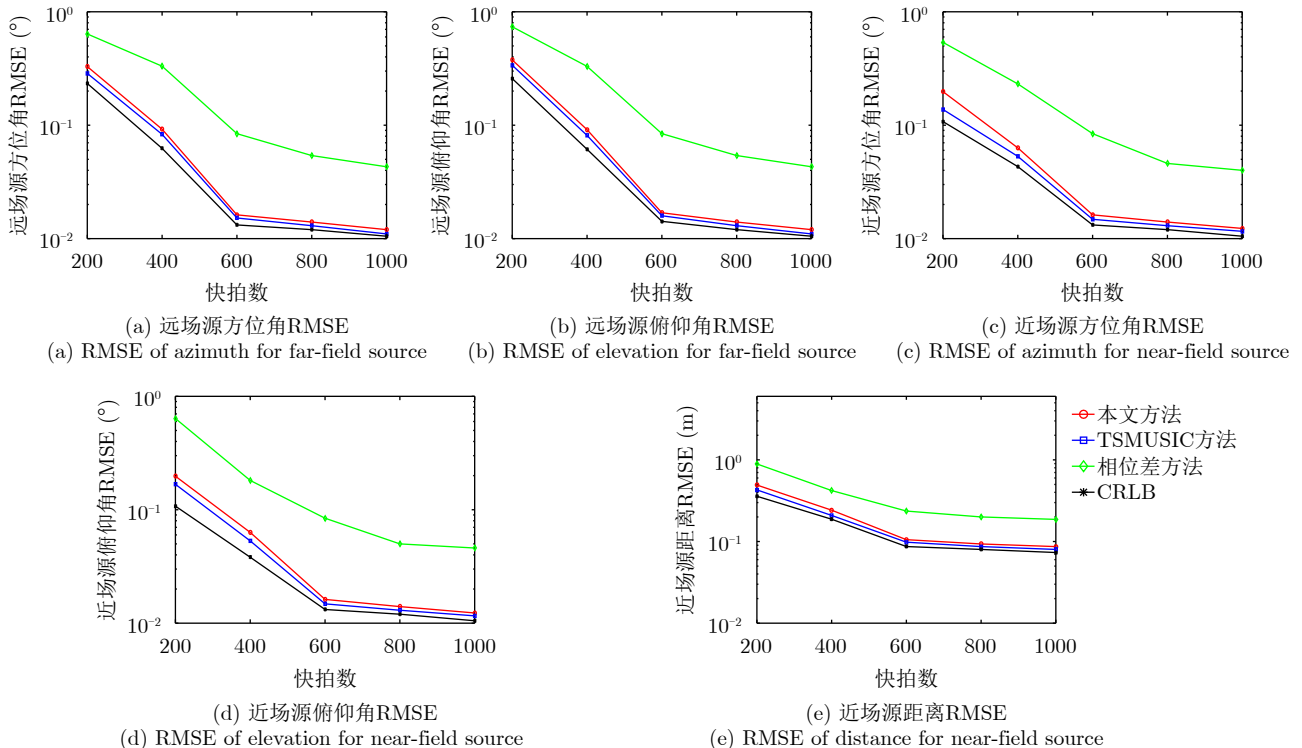 远场源方位角RMSE (°)
10⁰
10⁻¹
10⁻²
200 400 600 800 1000
快拍数
(a) 远场源方位角RMSE
(a) RMSE of azimuth for far-field source
远场源俯仰角RMSE (°)
10⁰
10⁻¹
10⁻²
200 400 600 800 1000
快拍数
(b) 远场源俯仰角RMSE
(b) RMSE of elevation for far-field source
近场源方位角RMSE (°)
10⁰
10⁻¹
10⁻²
200 400 600 800 1000
快拍数
(c) 近场源方位角RMSE
(c) RMSE of azimuth for near-field source
近场源俯仰角RMSE (°)
10⁰
10⁻¹
10⁻²
200 400 600 800 1000
快拍数
(d) 近场源俯仰角RMSE
(d) RMSE of elevation for near-field source
近场源距离RMSE (m)
10⁰
10⁻¹
10⁻²
200 400 600 800 1000
快拍数
(e) 近场源距离RMSE
(e) RMSE of distance for near-field source
本文方法
TSMUSIC方法
相位差方法
CRLB